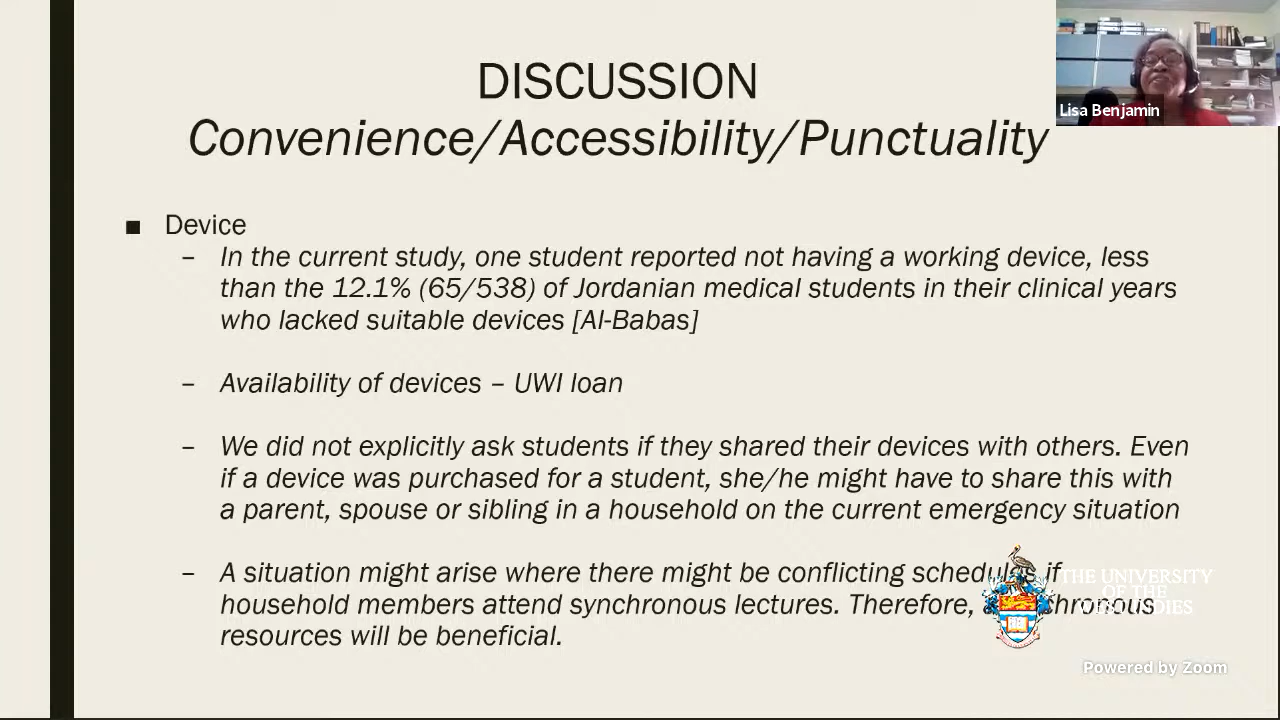 DISCUSSION
Convenience/Accessibility/Punctuality
Lisa Benjamin
■ Device
– In the current study, one student reported not having a working device, less
than the 12.1% (65/538) of Jordanian medical students in their clinical years
who lacked suitable devices [Al-Babas]
– Availability of devices – UWI loan
– We did not explicitly ask students if they shared their devices with others. Even
if a device was purchased for a student, she/he might have to share this with
a parent, spouse or sibling in a household on the current emergency situation
– A situation might arise where there might be conflicting schedules if
household members attend synchronous lectures. Therefore,
resources will be beneficial.
THE UNIVERSITY
OF THE
WEST INDIES
Powered by Zoom